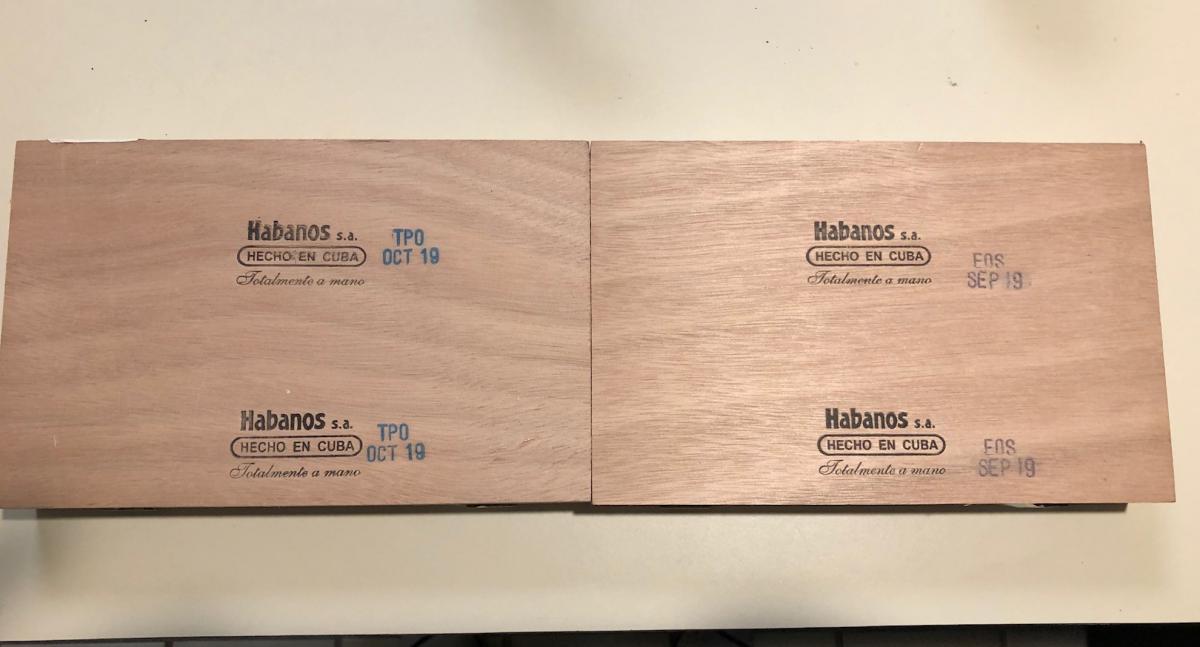 Habanos s.a.
HECHO EN CUBA
Totalmente a mano
TPO
OCT 19
Habanos s.a.
HECHO EN CUBA
Totalmente a mano
TPO
OCT 19
Habanos s.a.
HECHO EN CUBA
Totalmente a mano
EOS
SEP 19
Habanos s.a.
HECHO EN CUBA
Totalmente a mano
EOS
SEP 19